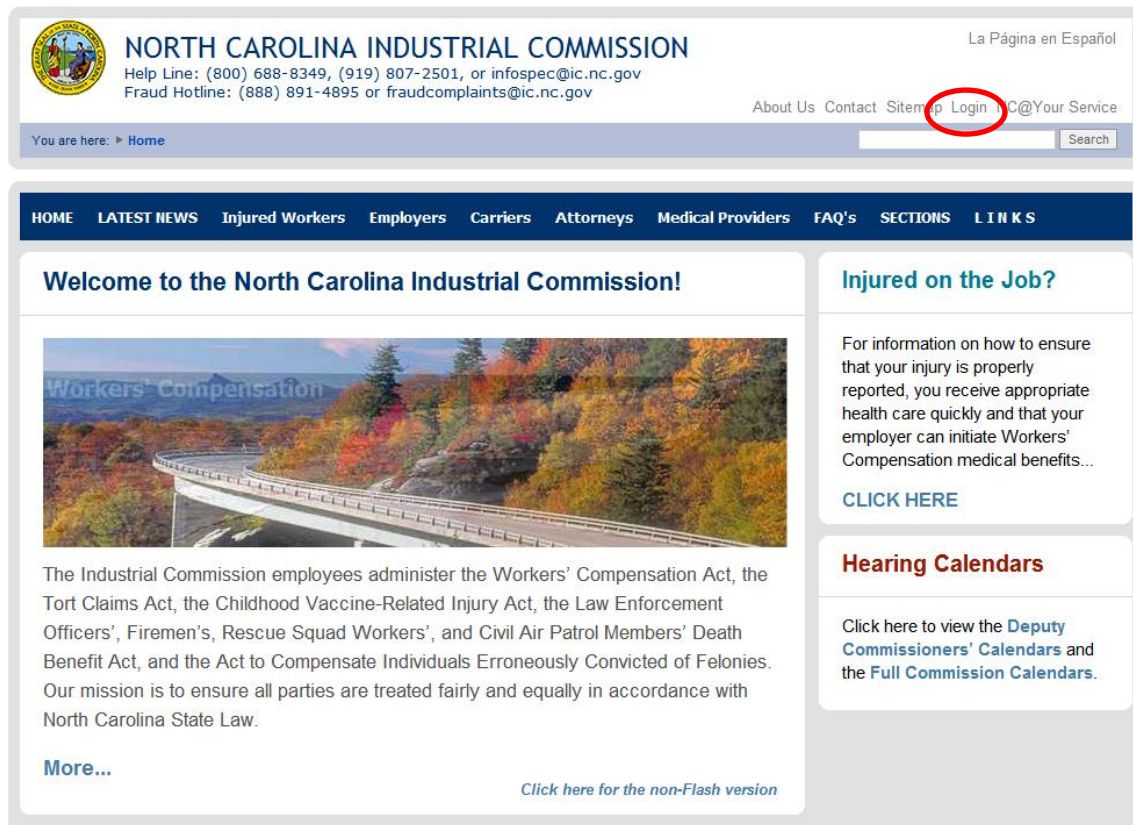 NORTH CAROLINA INDUSTRIAL COMMISSION
Help Line: (800) 688-8349, (919) 807-2501, or infospec@ic.nc.gov
Fraud Hotline: (888) 891-4895 or fraudcomplaints@ic.nc.gov
La Página en Español
About Us Contact Sitemap Login NC@Your Service
You are here: ► Home
Search
HOME LATEST NEWS Injured Workers Employers Carriers Attorneys Medical Providers FAQ's SECTIONS L I N K S
Welcome to the North Carolina Industrial Commission!
Workers' Compensation
The Industrial Commission employees administer the Workers' Compensation Act, the
Tort Claims Act, the Childhood Vaccine-Related Injury Act, the Law Enforcement
Officers', Firemen's, Rescue Squad Workers', and Civil Air Patrol Members' Death
Benefit Act, and the Act to Compensate Individuals Erroneously Convicted of Felonies.
Our mission is to ensure all parties are treated fairly and equally in accordance with
North Carolina State Law.
More...
Click here for the non-Flash version
Injured on the Job?
For information on how to ensure
that your injury is properly
reported, you receive appropriate
health care quickly and that your
employer can initiate Workers'
Compensation medical benefits...
CLICK HERE
Hearing Calendars
Click here to view the Deputy
Commissioners' Calendars and
the Full Commission Calendars.